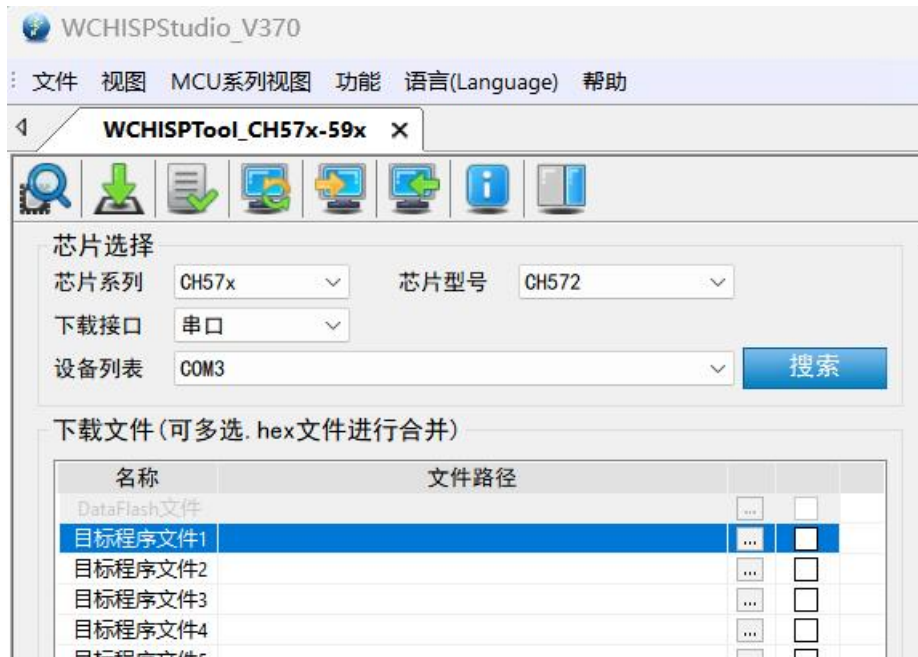 WCHISPStudio_V370
文件 视图 MCU系列视图 功能 语言(Language) 帮助
WCHISPTool_CH57x-59x
芯片选择
芯片系列 CH57x 芯片型号 CH572
下载接口 串口
设备列表 COM3 搜索
下载文件(可多选.hex文件进行合并)
名称 文件路径
DataFlash文件 ...
目标程序文件1 ...
目标程序文件2 ...
目标程序文件3 ...
目标程序文件4 ...